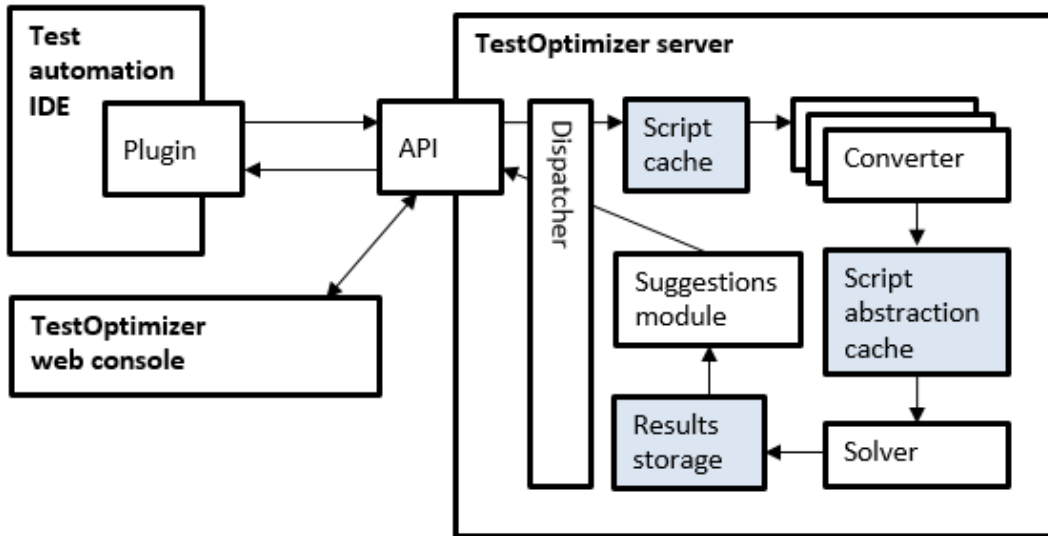 Test
automation
IDE
Plugin
API
TestOptimizer server
Dispatcher
Script
cache
Converter
Suggestions
module
Script
abstraction
cache
Results
storage
Solver
TestOptimizer
web console